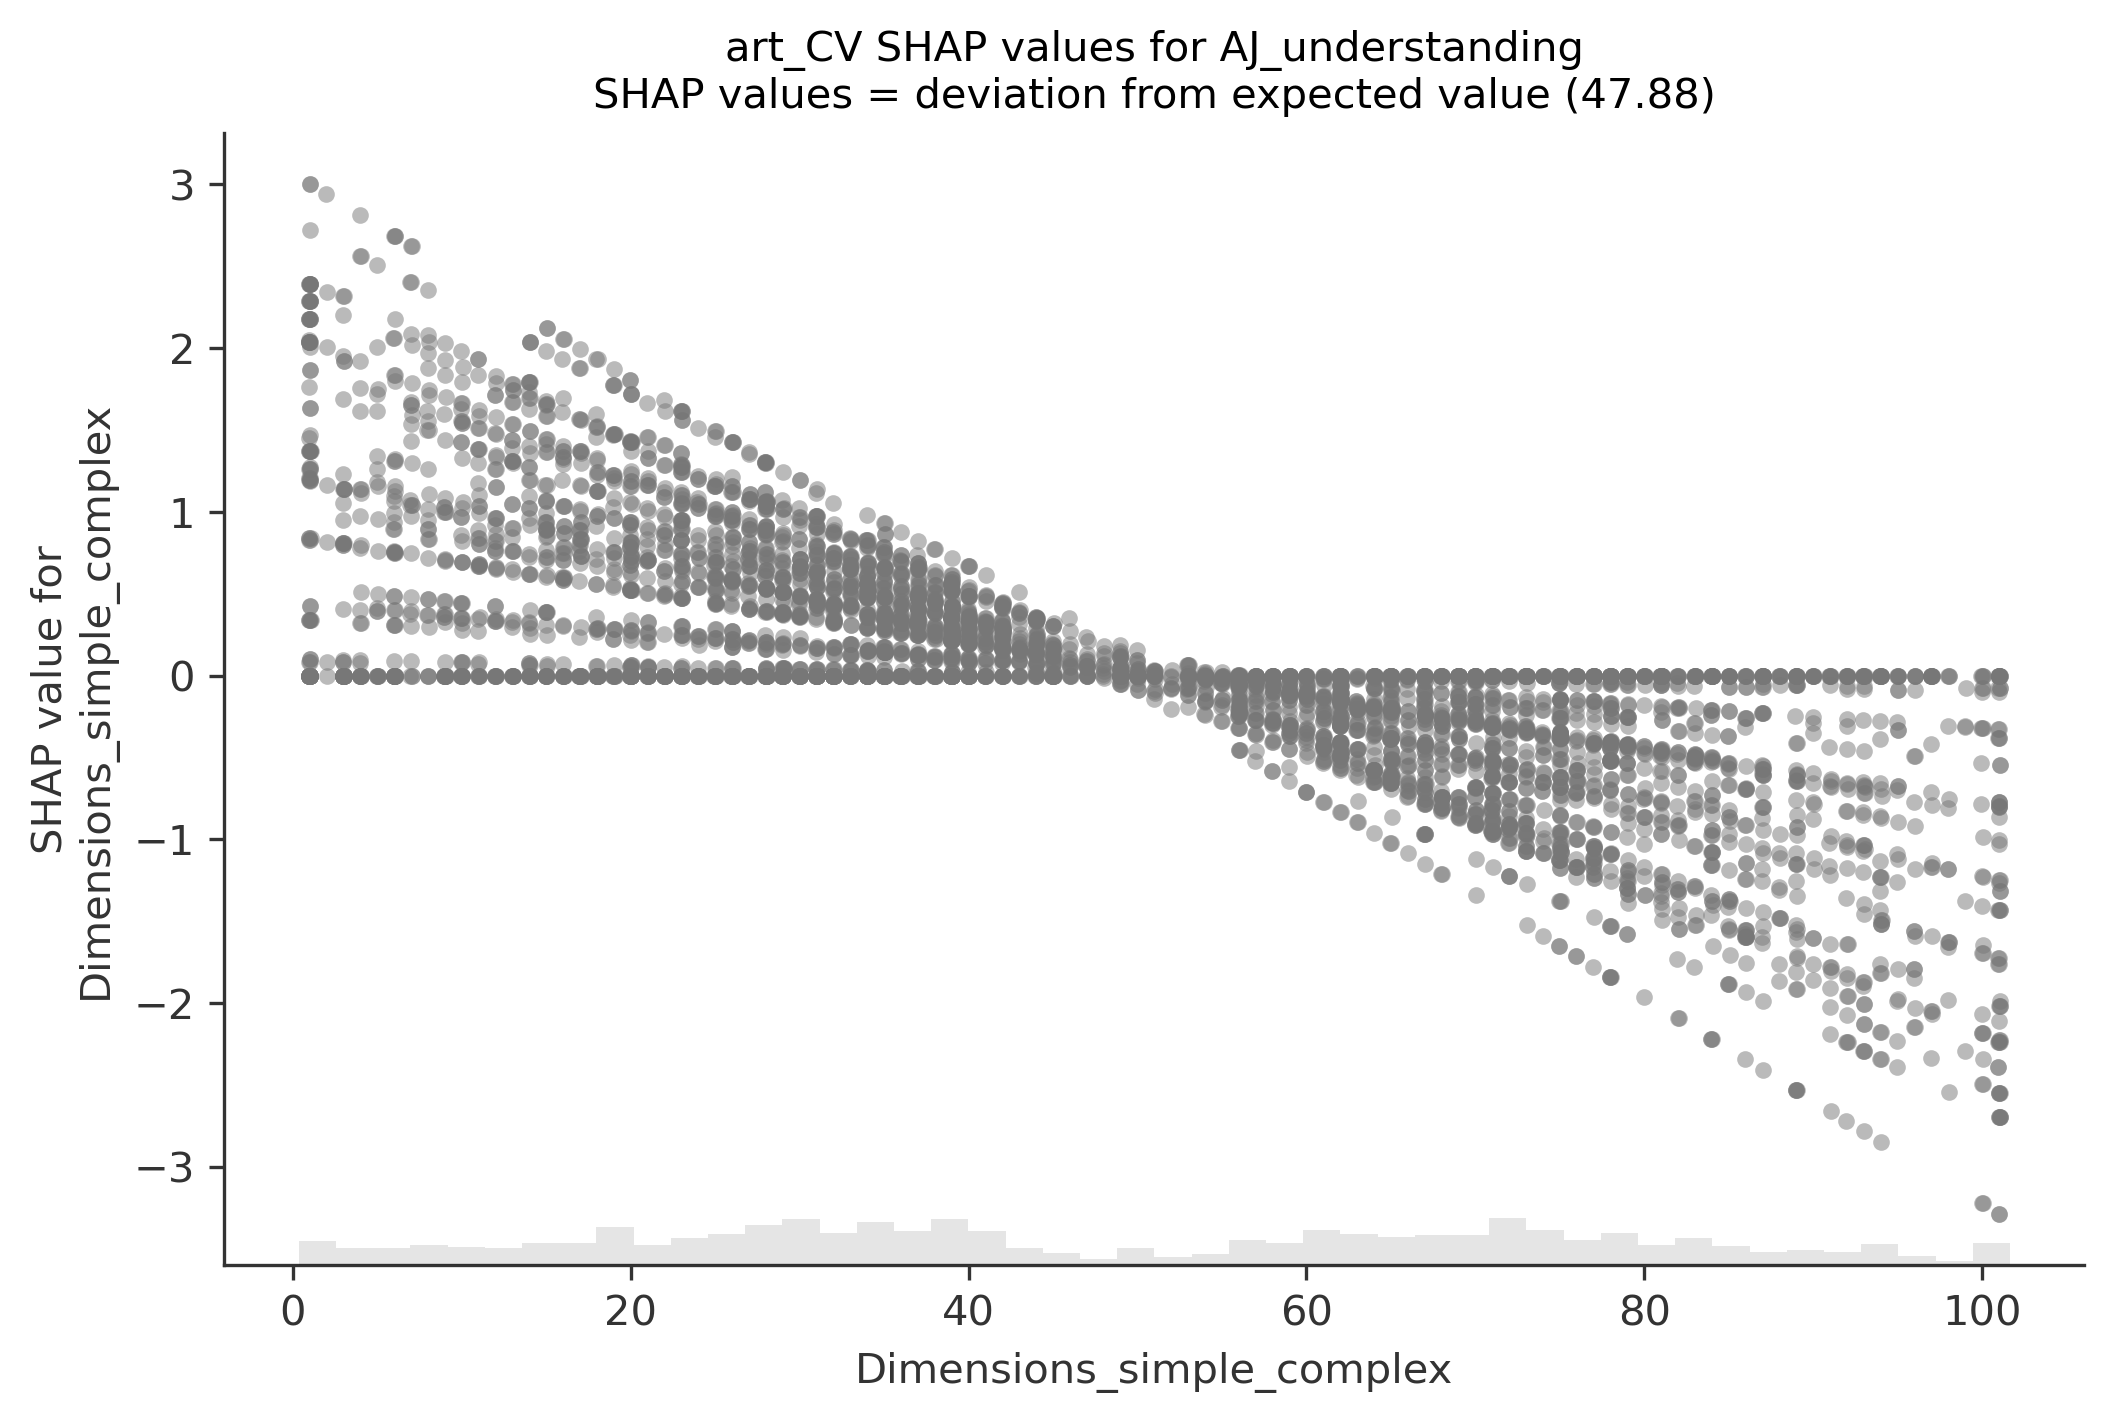 art_CV SHAP values for AJ_understanding
SHAP values = deviation from expected value (47.88)
SHAP value for
Dimensions_simple_complex
3
2
1
0
−1
−2
−3
0 20 40 60 80 100
Dimensions_simple_complex